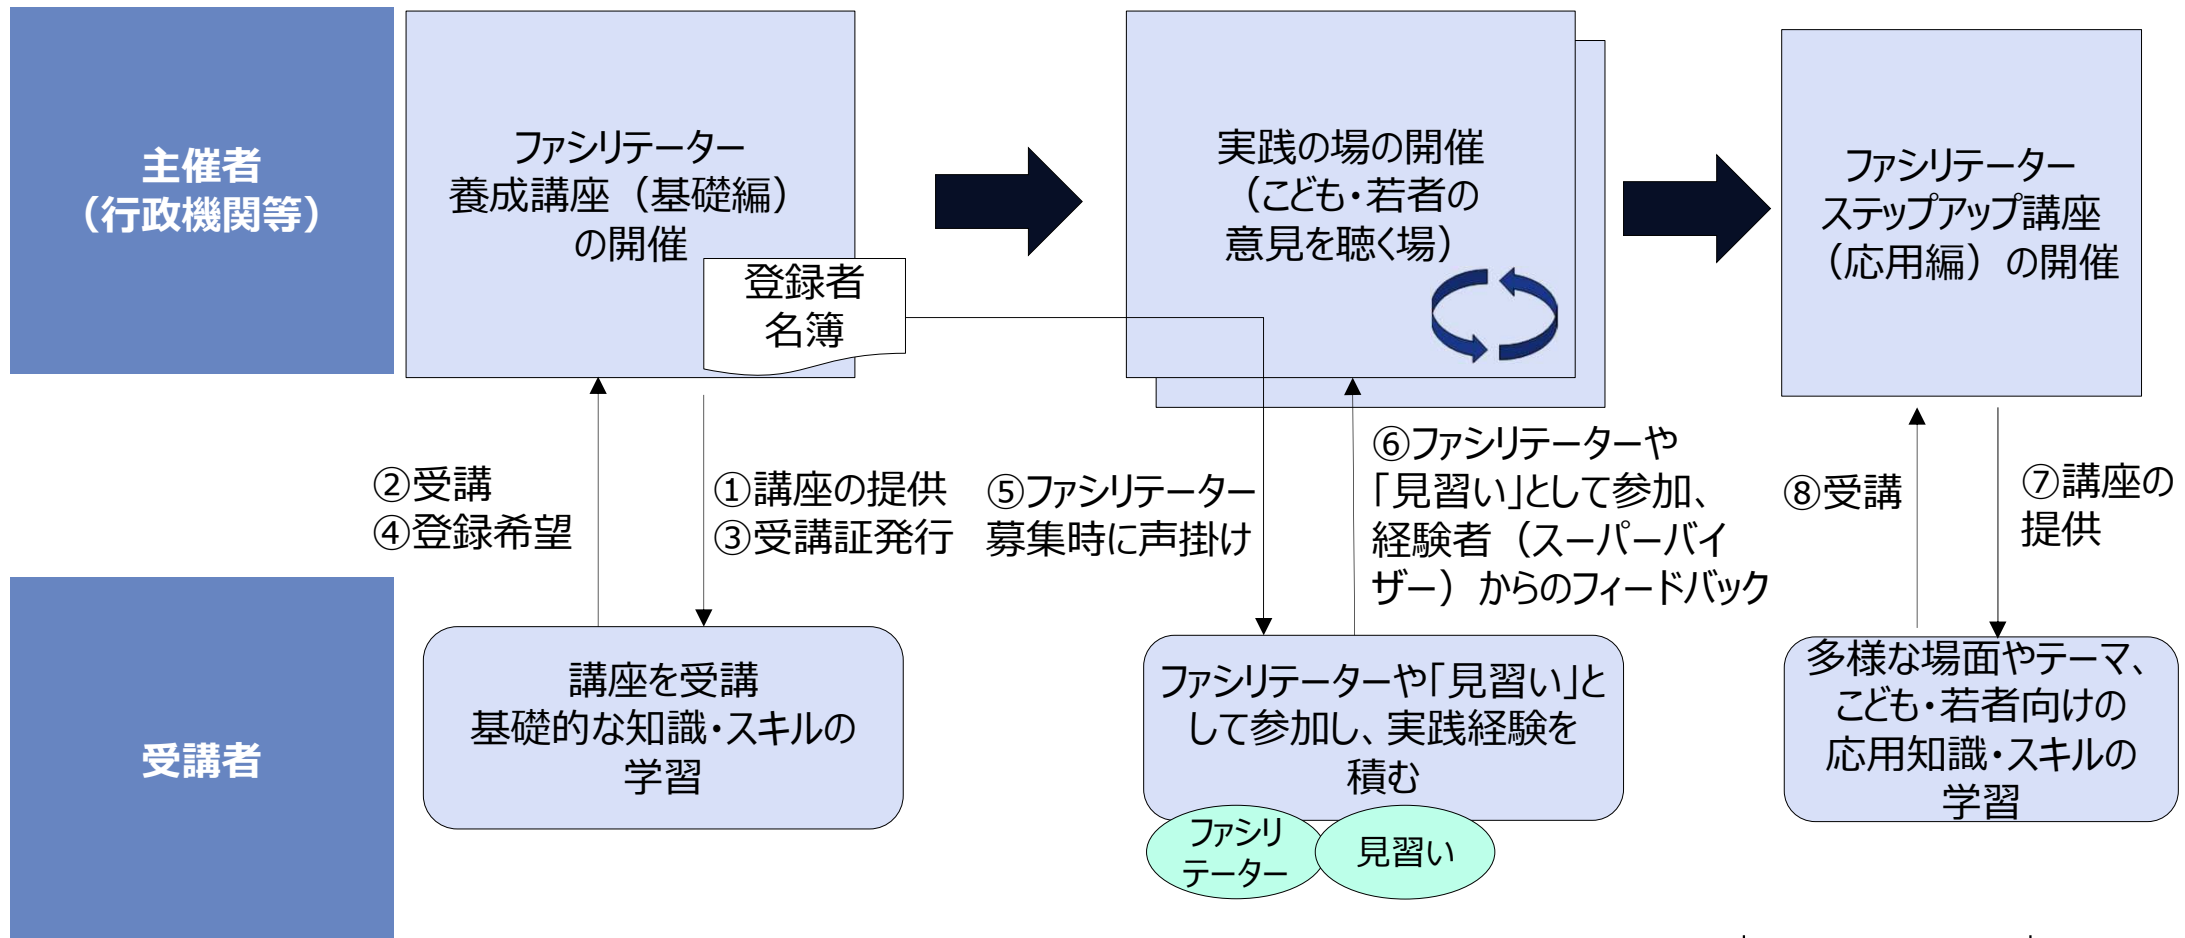 主催者
（行政機関等）
ファシリテーター
養成講座（基礎編）
の開催
登録者
名簿
実践の場の開催
（こども・若者の
意見を聴く場）
ファシリテーター
ステップアップ講座
（応用編）の開催
②受講
④登録希望
①講座の提供
③受講証発行
⑤ファシリテーター
募集時に声掛け
⑥ファシリテーターや
「見習い」として参加、
経験者（スーパーバイ
ザー）からのフィードバック
⑧受講
⑦講座の
提供
受講者
講座を受講
基礎的な知識・スキルの
学習
ファシリテーターや「見習い」と
して参加し、実践経験を
積む
ファシリ
テーター
見習い
多様な場面やテーマ、
こども・若者向けの
応用知識・スキルの
学習